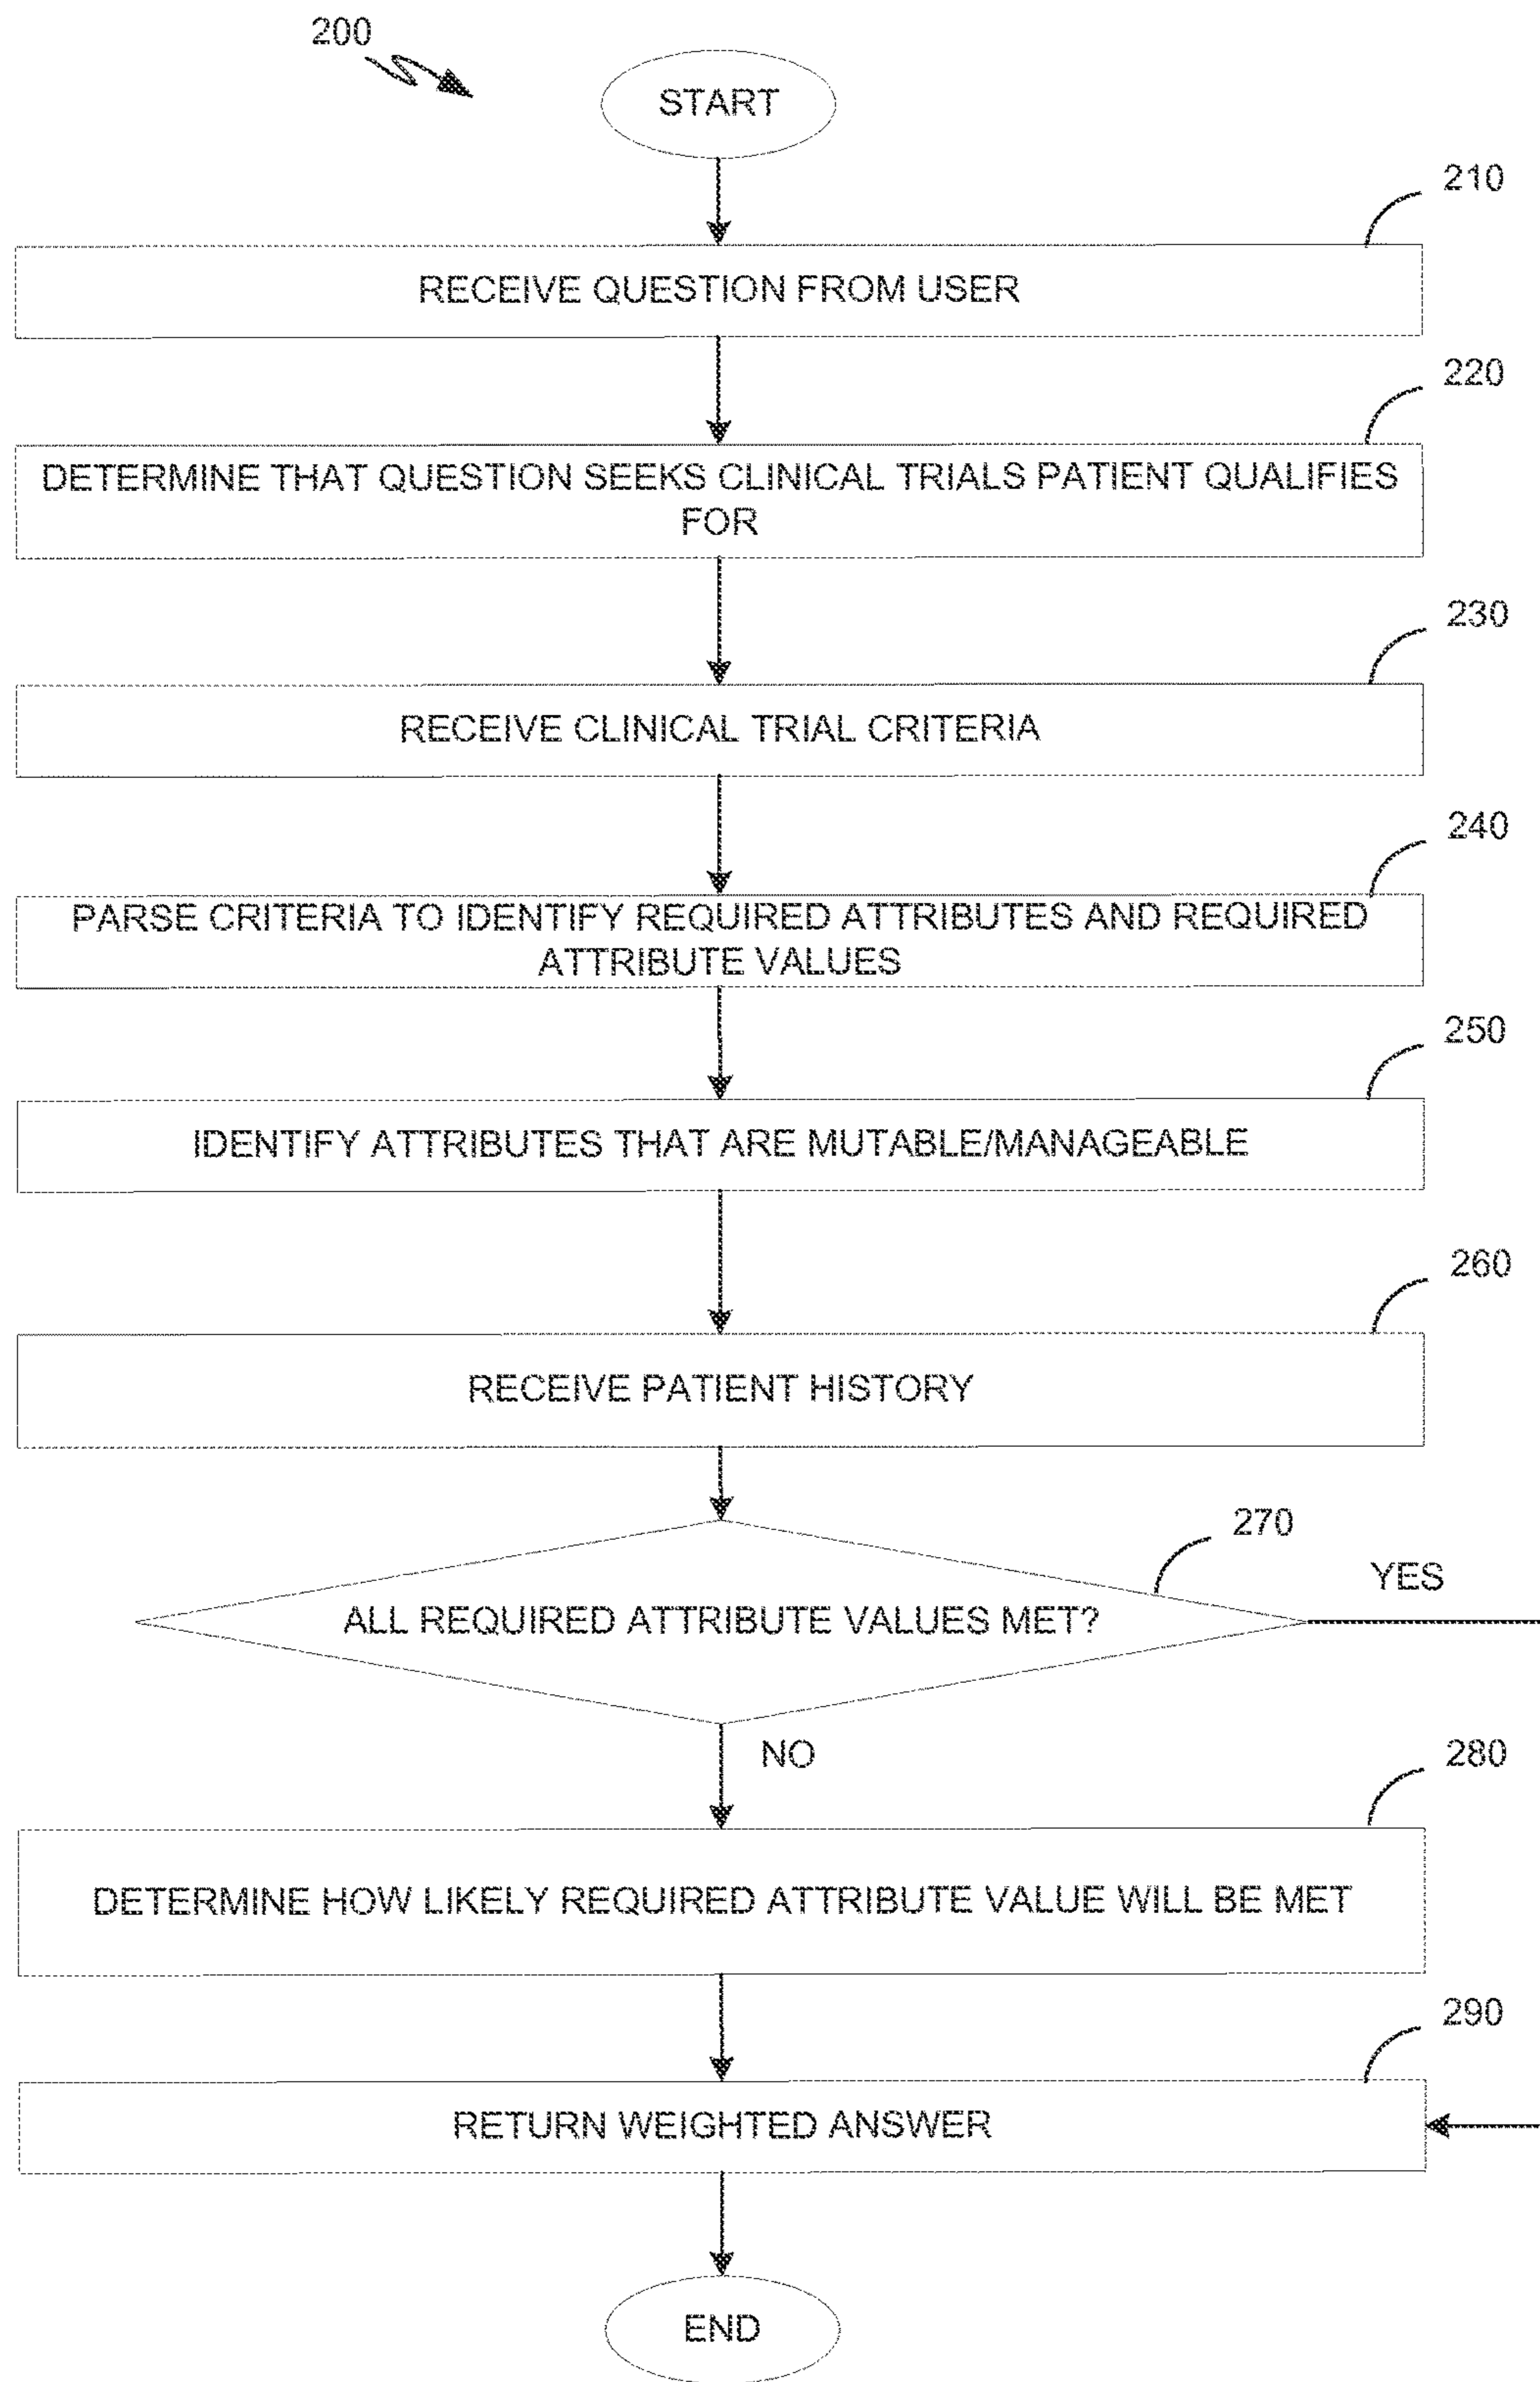 200
START
210
RECEIVE QUESTION FROM USER
220
DETERMINE THAT QUESTION SEEKS CLINICAL TRIALS PATIENT QUALIFIES
FOR
230
RECEIVE CLINICAL TRIAL CRITERIA
240
PARSE CRITERIA TO IDENTIFY REQUIRED ATTRIBUTES AND REQUIRED
ATTRIBUTE VALUES
250
IDENTIFY ATTRIBUTES THAT ARE MUTABLE/MANAGEABLE
260
RECEIVE PATIENT HISTORY
270
YES
ALL REQUIRED ATTRIBUTE VALUES MET?
NO
280
DETERMINE HOW LIKELY REQUIRED ATTRIBUTE VALUE WILL BE MET
290
RETURN WEIGHTED ANSWER
END